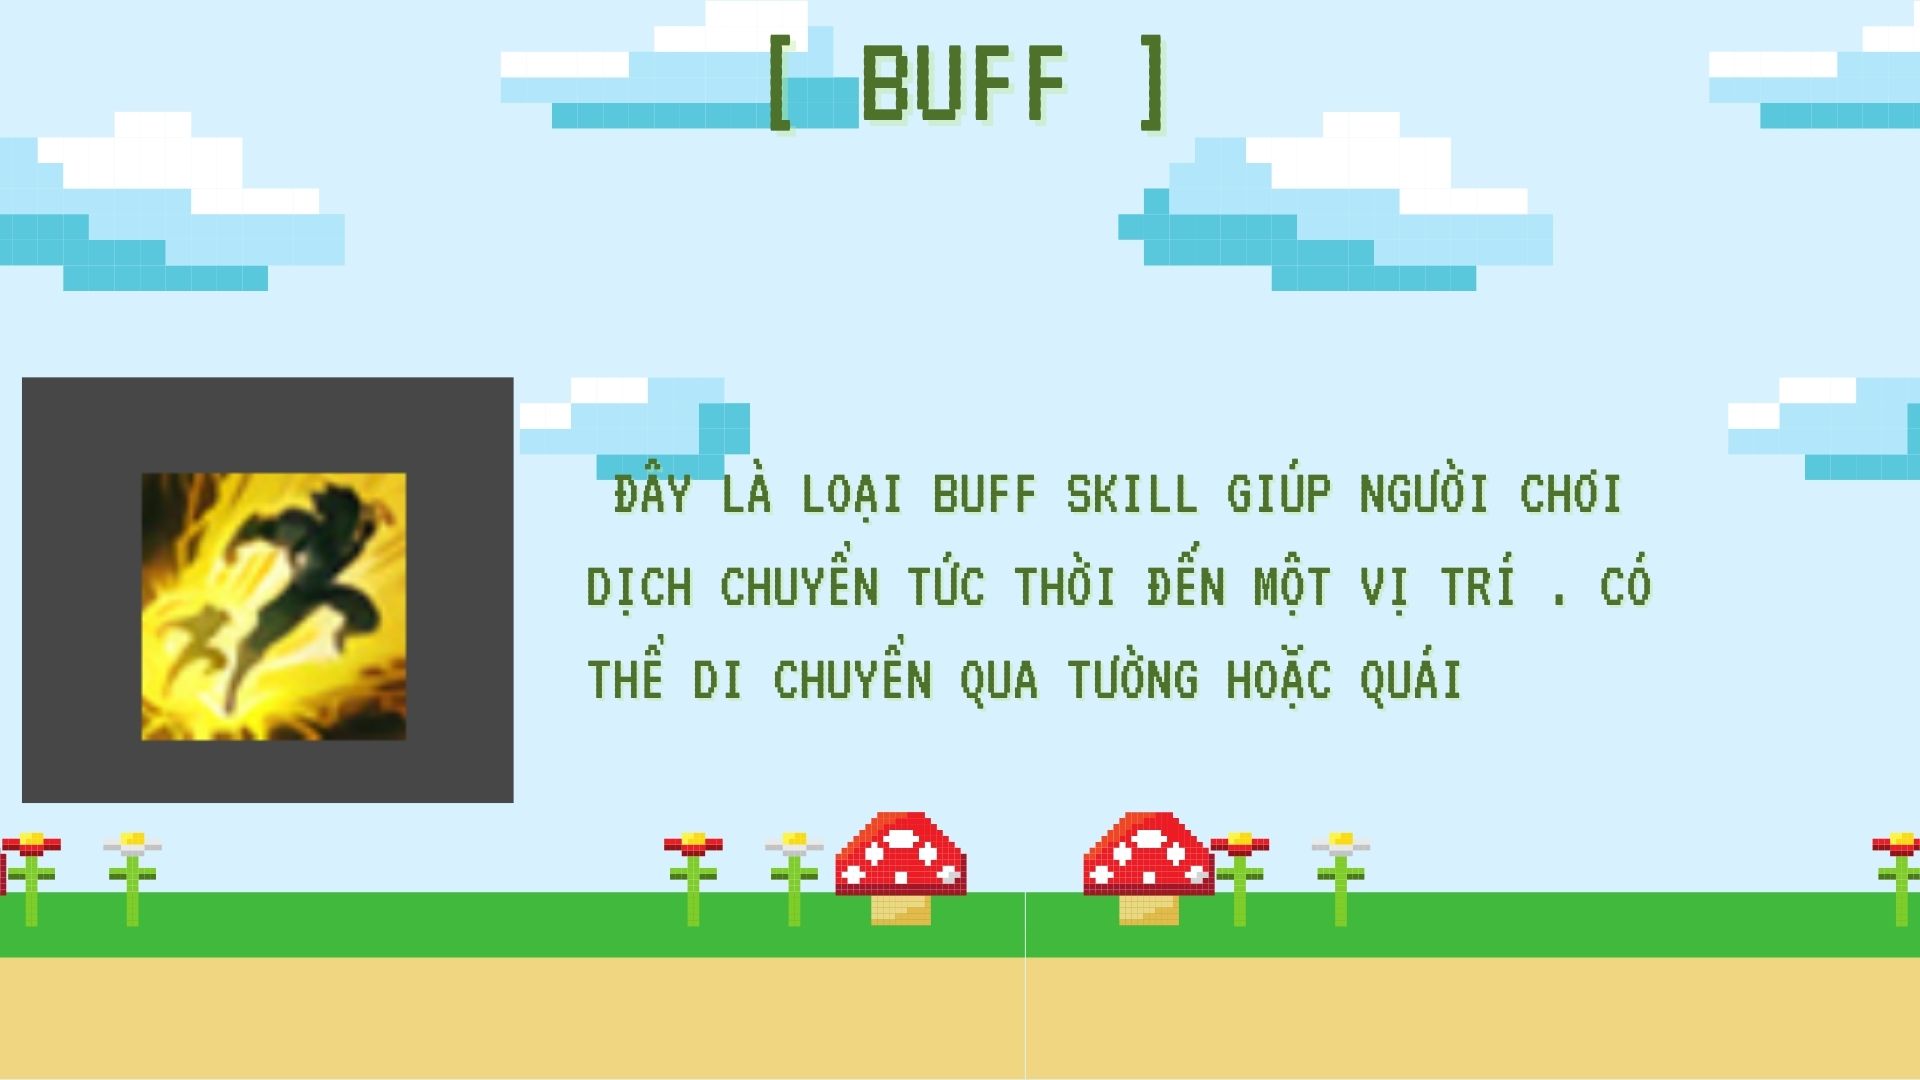 [ BUFF ]
ĐÂY LÀ LOẠI BUFF SKILL GIÚP NGƯỜI CHƠI
DỊCH CHUYỂN TỨC THỜI ĐẾN MỘT VỊ TRÍ . CÓ
THỂ DI CHUYỂN QUA TƯỜNG HOẶC QUÁI